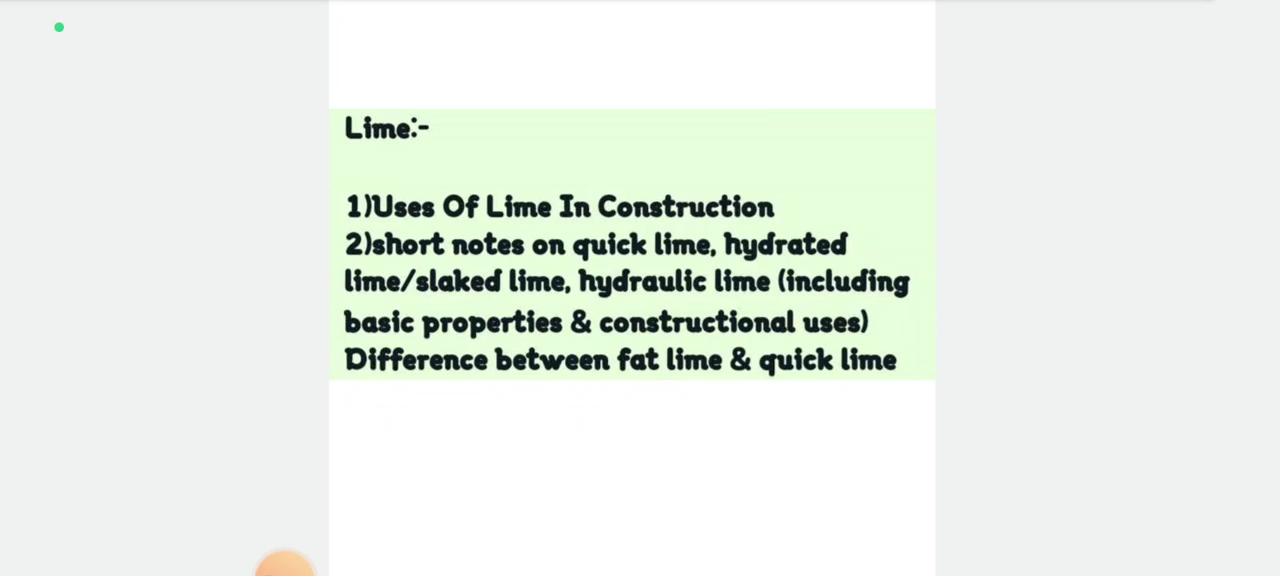 Lime:-
1)Uses Of Lime In Construction
2)short notes on quick lime, hydrated
lime/slaked lime, hydraulic lime (including
basic properties & constructional uses)
Difference between fat lime & quick lime